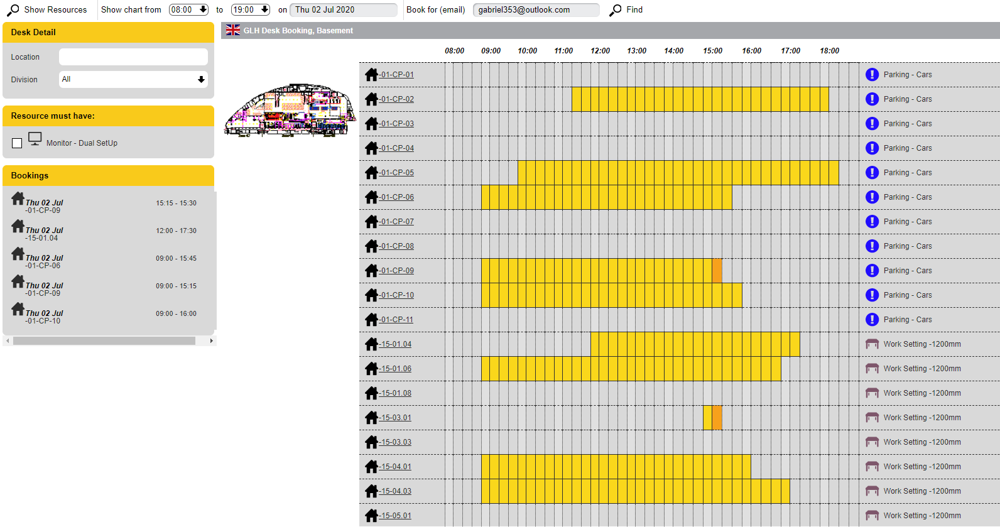 Show Resources Show chart from 08:00 to 19:00 on Thu 02 Jul 2020 Book for (email) gabriel353@outlook.com Find
Desk Detail
Location
Division All
Resource must have:
Monitor - Dual SetUp
Bookings
Thu 02 Jul 15:15 - 15:30
-01-CP-09
Thu 02 Jul 12:00 - 17:30
-15-01.04
Thu 02 Jul 09:00 - 15:45
-01-CP-06
Thu 02 Jul 09:00 - 15:15
-01-CP-09
Thu 02 Jul 09:00 - 16:00
-01-CP-10
GLH Desk Booking, Basement
08:00 09:00 10:00 11:00 12:00 13:00 14:00 15:00 16:00 17:00 18:00
-01-CP-01 Parking - Cars
-01-CP-02 Parking - Cars
-01-CP-03 Parking - Cars
-01-CP-04 Parking - Cars
-01-CP-05 Parking - Cars
-01-CP-06 Parking - Cars
-01-CP-07 Parking - Cars
-01-CP-08 Parking - Cars
-01-CP-09 Parking - Cars
-01-CP-10 Parking - Cars
-01-CP-11 Parking - Cars
-15-01.04 Work Setting -1200mm
-15-01.06 Work Setting -1200mm
-15-01.08 Work Setting -1200mm
-15-03.01 Work Setting -1200mm
-15-03.03 Work Setting -1200mm
-15-04.01 Work Setting -1200mm
-15-04.03 Work Setting -1200mm
-15-05.01 Work Setting -1200mm